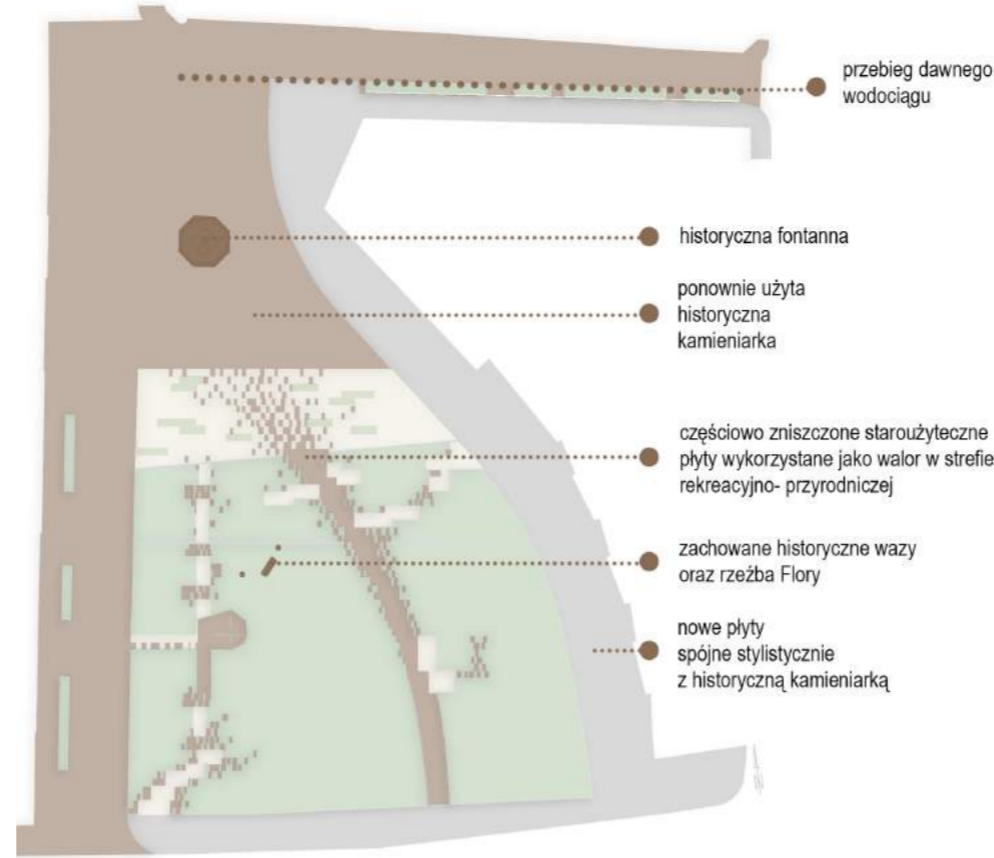 przebieg dawnego
wodociągu
historyczna fontanna
ponownie użyta
historyczna
kamieniarka
częściowo zniszczone staroużyteczne
płyty wykorzystane jako walor w strefie
rekreacyjno- przyrodniczej
zachowane historyczne wazy
oraz rzeźba Flory
nowe płyty
spójne stylistycznie
z historyczną kamieniarką